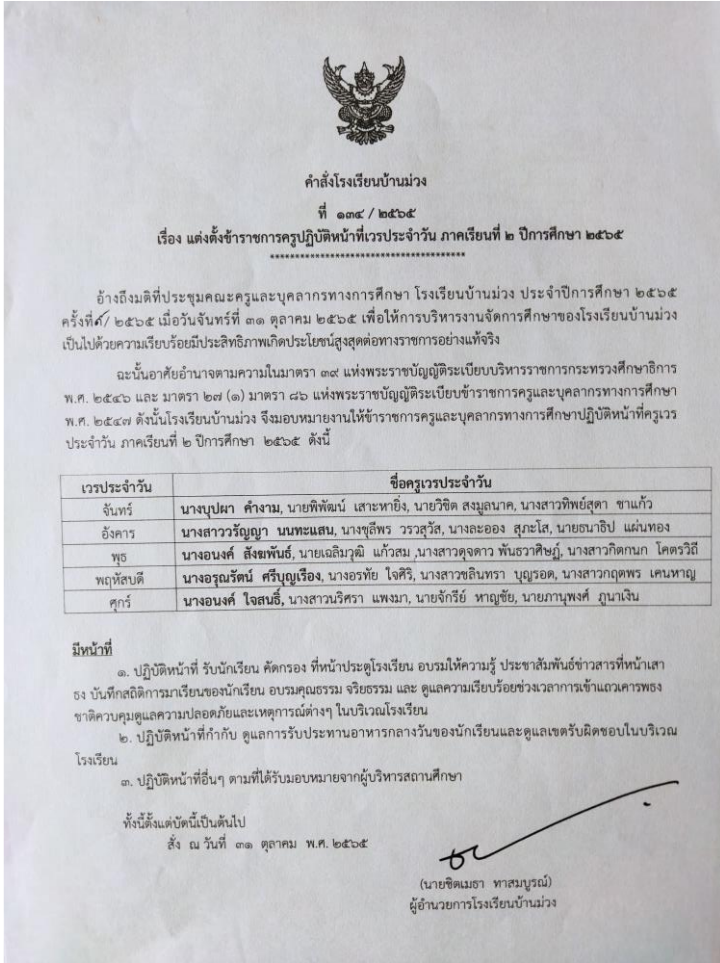 คำสั่งโรงเรียนบ้านม่วง
ที่ ๑๓๔ / ๒๕๖๕
เรื่อง แต่งตั้งข้าราชการครูปฏิบัติหน้าที่เวรประจำวัน ภาคเรียนที่ ๒ ปีการศึกษา ๒๕๖๕
***************************************
อ้างถึงมติที่ประชุมคณะครูและบุคลากรทางการศึกษา โรงเรียนบ้านม่วง ประจำปีการศึกษา ๒๕๖๕
ครั้งที่ / ๒๕๖๕ เมื่อวันจันทร์ที่ ๓๑ ตุลาคม ๒๕๖๕ เพื่อให้การบริหารงานจัดการศึกษาของโรงเรียนบ้านม่วง
เป็นไปด้วยความเรียบร้อยมีประสิทธิภาพเกิดประโยชน์สูงสุดต่อทางราชการอย่างแท้จริง
ฉะนั้นอาศัยอำนาจตามความในมาตรา ๓๙ แห่งพระราชบัญญัติระเบียบบริหารราชการกระทรวงศึกษาธิการ
พ.ศ. ๒๕๔๖ และ มาตรา ๒๗ (๑) มาตรา ๘๖ แห่งพระราชบัญญัติระเบียบข้าราชการครูและบุคลากรทางการศึกษา
พ.ศ. ๒๕๔๗ ดังนั้นโรงเรียนบ้านม่วง จึงมอบหมายงานให้ข้าราชการครูและบุคลากรทางการศึกษาปฏิบัติหน้าที่ครูเวร
ประจำวัน ภาคเรียนที่ ๒ ปีการศึกษา ๒๕๖๕ ดังนี้
เวรประจำวัน ชื่อครูเวรประจำวัน
จันทร์ นางบุปผา คำงาม, นายพิพัฒน์ เสาะหายิ่ง, นายวิชิต สงมูลนาค, นางสาวทิพย์สุดา ชาแก้ว
อังคาร นางสาววรัญญา นนทะแสน, นางชุลีพร วรวสุวัส, นางละออง สุภะโส, นายธนาธิป แผ่นทอง
พุธ นางอนงค์ สังฆพันธ์, นายเฉลิมวุฒิ แก้วสม ,นางสาวดุจดาว พันธวาศิษฏ์, นางสาวกิตกนก โคตรวิถี
พฤหัสบดี นางอรุณรัตน์ ศรีบุญเรือง, นางอรทัย ใจศิริ, นางสาวชลินทรา บุญรอด, นางสาวกฤตพร เคนหาญ
ศุกร์ นางอนงค์ ใจสนธิ์, นางสาวนริศรา แพงมา, นายจักรีย์ หาญชัย, นายภานุพงศ์ ภูนาเงิน
มีหน้าที่
๑. ปฏิบัติหน้าที่ รับนักเรียน คัดกรอง ที่หน้าประตูโรงเรียน อบรมให้ความรู้ ประชาสัมพันธ์ข่าวสารที่หน้าเสา
ธง บันทึกสถิติการมาเรียนของนักเรียน อบรมคุณธรรม จริยธรรม และ ดูแลความเรียบร้อยช่วงเวลาการเข้าแถวเคารพธง
ชาติควบคุมดูแลความปลอดภัยและเหตุการณ์ต่างๆ ในบริเวณโรงเรียน
๒. ปฏิบัติหน้าที่กำกับ ดูแลการรับประทานอาหารกลางวันของนักเรียนและดูแลเขตรับผิดชอบในบริเวณ
โรงเรียน
๓. ปฏิบัติหน้าที่อื่นๆ ตามที่ได้รับมอบหมายจากผู้บริหารสถานศึกษา
ทั้งนี้ตั้งแต่บัดนี้เป็นต้นไป
สั่ง ณ วันที่ ๓๑ ตุลาคม พ.ศ. ๒๕๖๕
(นายชิตเมธา ทาสมบูรณ์)
ผู้อำนวยการโรงเรียนบ้านม่วง